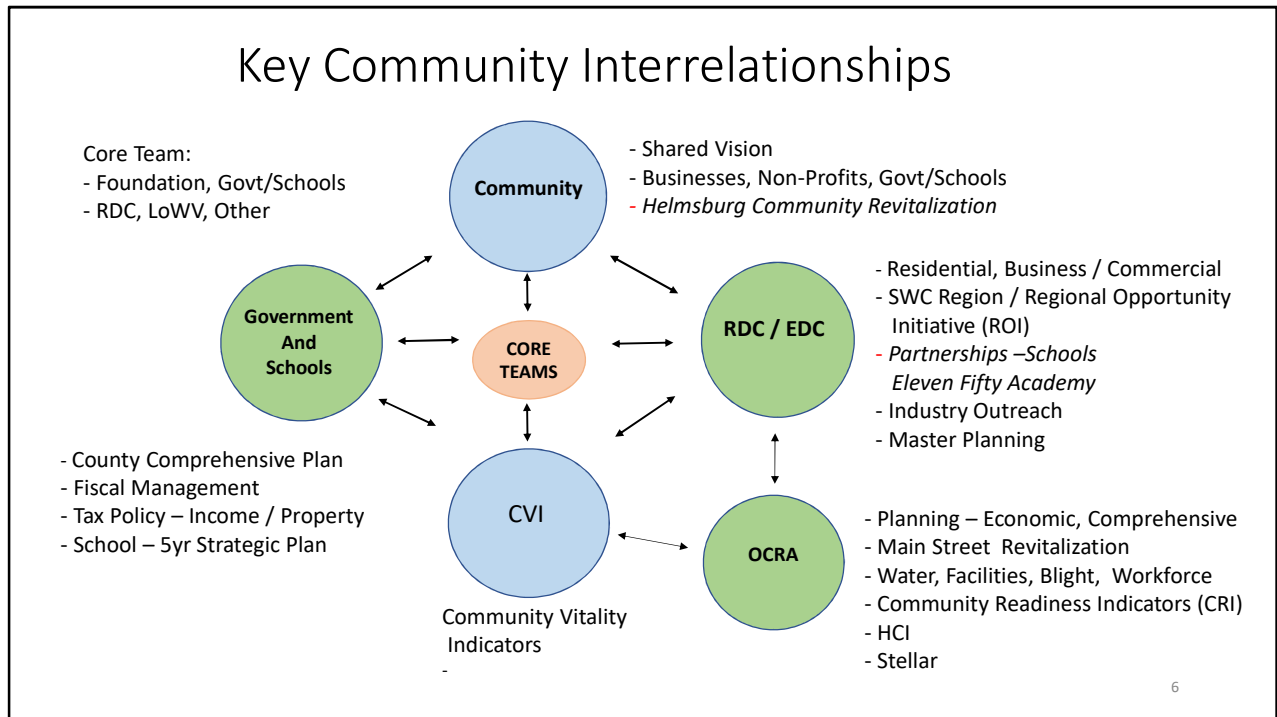 Key Community Interrelationships
Core Team:
- Foundation, Govt/Schools
- RDC, LoWV, Other
Community
- Shared Vision
- Businesses, Non-Profits, Govt/Schools
- Helmsburg Community Revitalization
Government
And
Schools
CORE
TEAMS
RDC / EDC
- Residential, Business / Commercial
- SWC Region / Regional Opportunity
Initiative (ROI)
- Partnerships –Schools
Eleven Fifty Academy
- Industry Outreach
- Master Planning
- County Comprehensive Plan
- Fiscal Management
- Tax Policy – Income / Property
- School – 5yr Strategic Plan
CVI
Community Vitality
Indicators
-
OCRA
- Planning – Economic, Comprehensive
- Main Street Revitalization
- Water, Facilities, Blight, Workforce
- Community Readiness Indicators (CRI)
- HCI
- Stellar
6